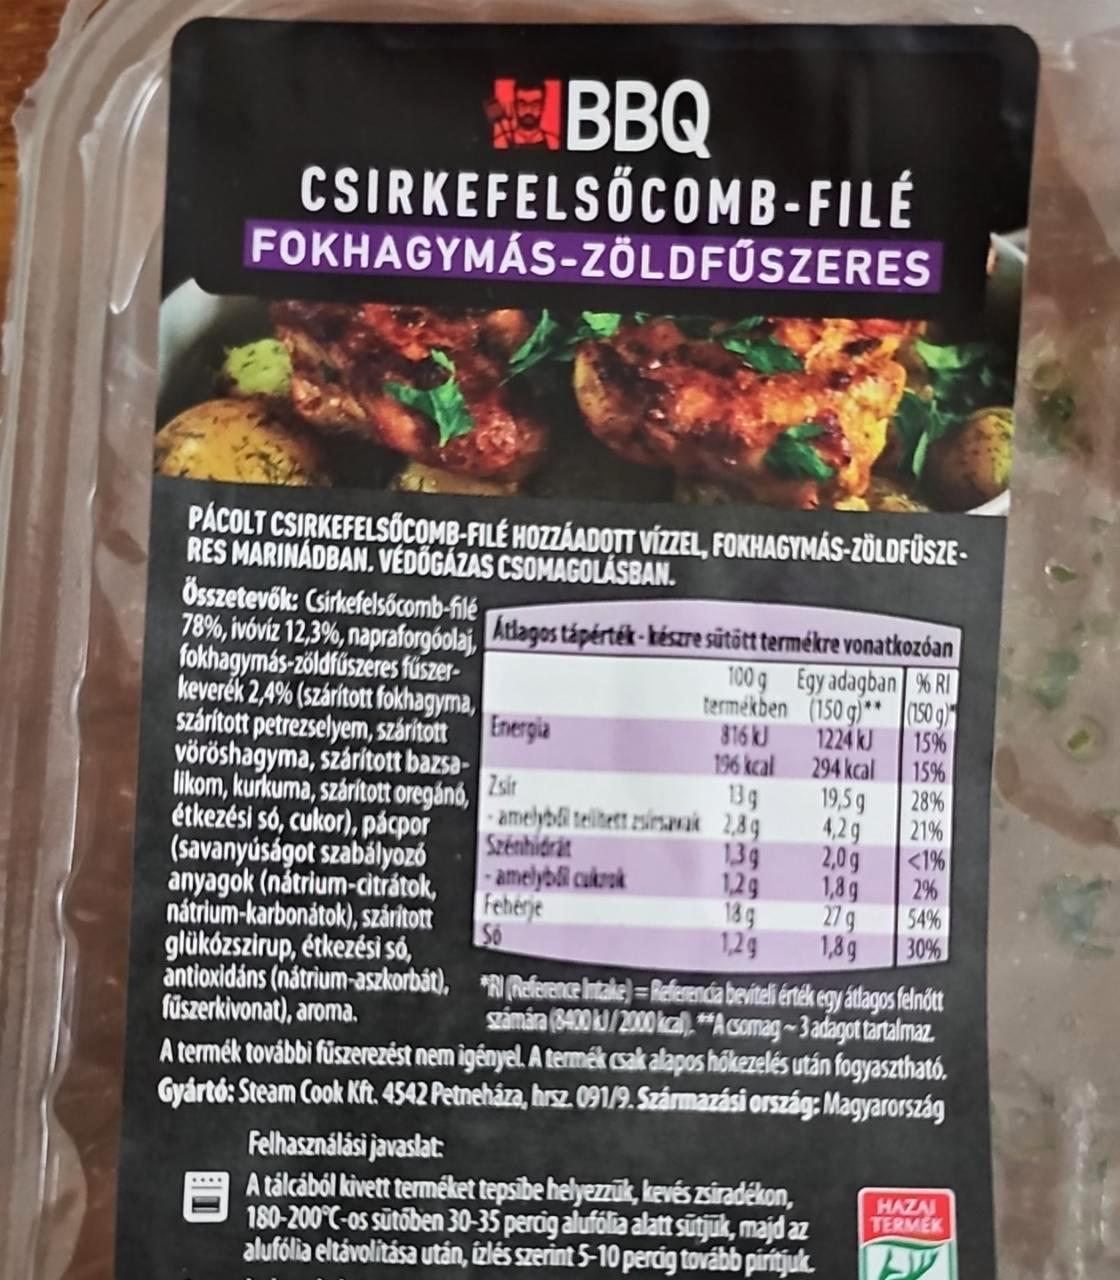 BBQ
CSIRKEFELSŐCOMB-FILÉ
FOKHAGYMÁS-ZÖLDFŰSZERES
PÁCOLT CSIRKEFELSŐCOMB-FILÉ HOZZÁADOTT VÍZZEL, FOKHAGYMÁS-ZÖLDFŰSZE-
RES MARINÁDBAN. VÉDŐGÁZAS CSOMAGOLÁSBAN.
Összetevők: Csirkefelsőcomb-filé
78%, ivóvíz 12,3%, napraforgóolaj,
fokhagymás-zöldfűszeres fűszer-
keverék 2,4% (szárított fokhagyma,
szárított petrezselyem, szárított
vöröshagyma, szárított bazsa-
likom, kurkuma, szárított oregánó,
étkezési só, cukor), pácpor
(savanyúságot szabályozó
anyagok (nátrium-citrátok,
nátrium-karbonátok), szárított
glükózszirup, étkezési só,
antioxidáns (nátrium-aszkorbát),
fűszerkivonat), aroma.
Átlagos tápérték - készre sütött termékre vonatkozóan
100 g Egy adagban % RI
termékben (150 g)** (150 g)*
Energia 816 kJ 1224 kJ 15%
196 kcal 294 kcal 15%
Zsír 13 g 19,5 g 28%
- amelyből telített zsírsavak 2,8 g 4,2 g 21%
Szénhidrát 1,3 g 2,0 g <1%
- amelyből cukrok 1,2 g 1,8 g 2%
Fehérje 18 g 27 g 54%
Só 1,2 g 1,8 g 30%
*RI (Reference Intake) = Referencia beviteli érték egy átlagos felnőtt
számára (8400 kJ / 2000 kcal). **A csomag ~ 3 adagot tartalmaz.
A termék további fűszerezést nem igényel. A termék csak alapos hőkezelés után fogyasztható.
Gyártó: Steam Cook Kft. 4542 Petneháza, hrsz. 091/9. Származási ország: Magyarország
Felhasználási javaslat:
A tálcából kivett terméket tepsibe helyezzük, kevés zsiradékon,
180-200°C-os sütőben 30-35 percig alufólia alatt sütjük, majd az
alufólia eltávolítása után, ízlés szerint 5-10 percig tovább pirítjuk.
HAZAI
TERMÉK